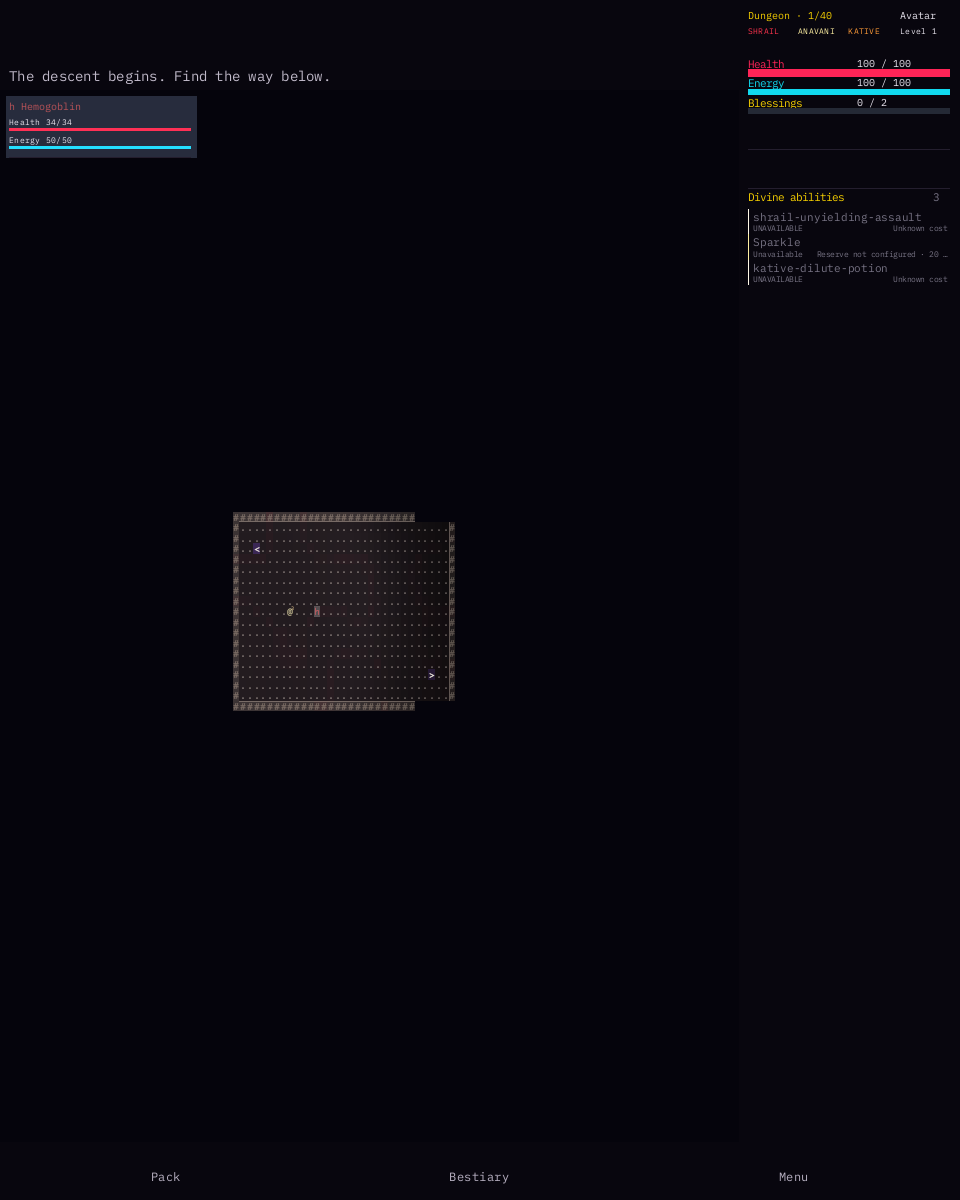 Dungeon · 1/40 Avatar
SHRAIL ANAVANI KATIVE Level 1
The descent begins. Find the way below.
Health 100 / 100
Energy 100 / 100
Blessings 0 / 2
h Hemogoblin
Health 34/34
Energy 50/50
Divine abilities 3
shrail-unyielding-assault
UNAVAILABLE Unknown cost
Sparkle
Unavailable Reserve not configured · 20 …
kative-dilute-potion
UNAVAILABLE Unknown cost
<
@ h
>
Pack Bestiary Menu